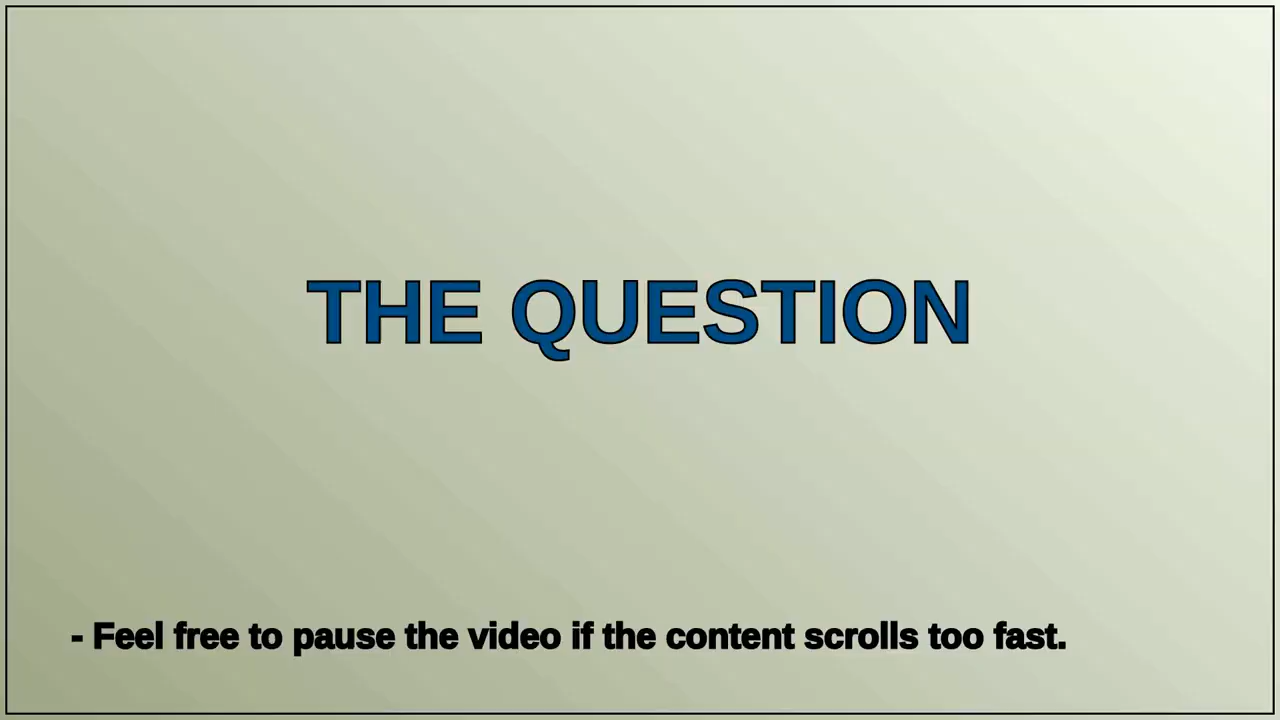 THE QUESTION
- Feel free to pause the video if the content scrolls too fast.